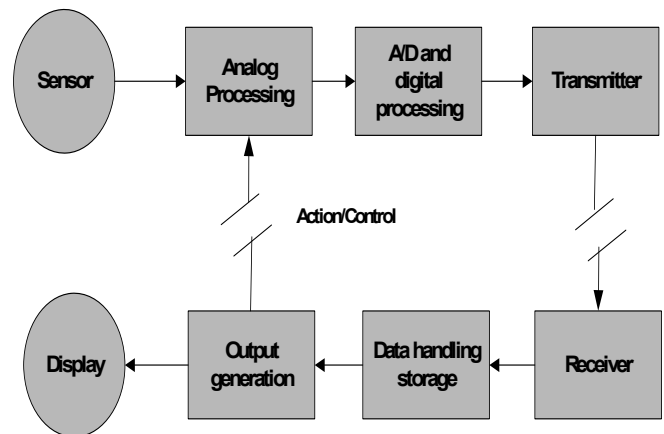 Sensor
Analog
Processing
A/D and
digital
processing
Transmitter
Action/Control
Display
Output
generation
Data handling
storage
Receiver